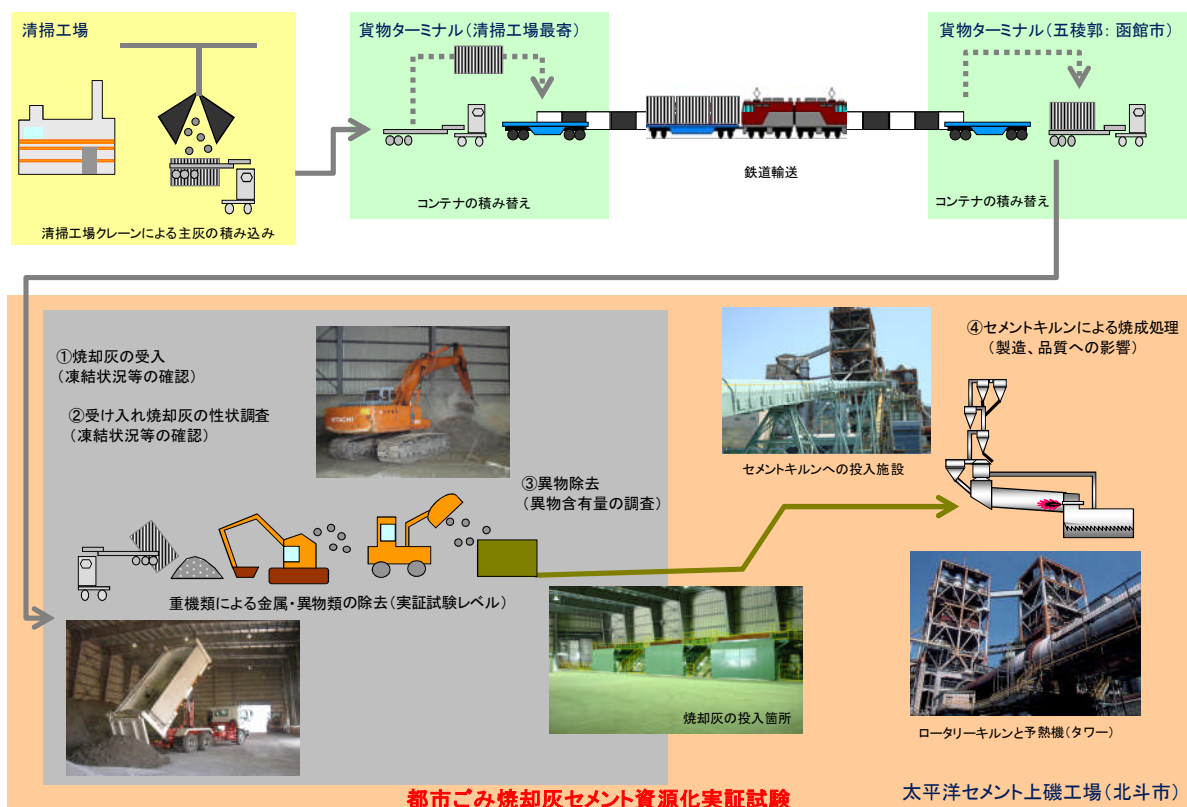 清掃工場
貨物ターミナル(清掃工場最寄)
貨物ターミナル(五稜郭:函館市)
鉄道輸送
コンテナの積み替え
コンテナの積み替え
清掃工場クレーンによる主灰の積み込み
①焼却灰の受入
(凍結状況等の確認)
②受け入れ焼却灰の性状調査
(凍結状況等の確認)
HITACHI
③異物除去
(異物含有量の調査)
重機類による金属・異物類の除去(実証試験レベル)
セメントキルンへの投入施設
④セメントキルンによる焼成処理
(製造、品質への影響)
焼却灰の投入箇所
ロータリーキルンと予熱機(タワー)
都市ごみ焼却灰セメント資源化実証試験
太平洋セメント上磯工場(北斗市)